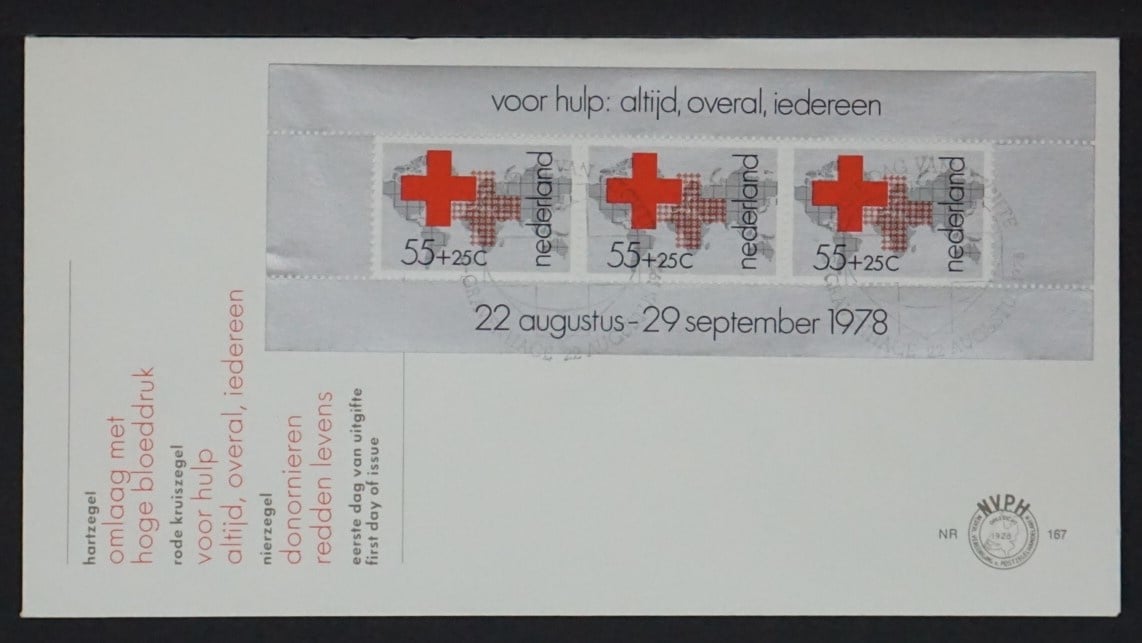 voor hulp: altijd, overal, iedereen
nederland
55+25c
nederland
55+25c
nederland
55+25c
22 augustus-29 september 1978
hartzegel
omlaag met
hoge bloeddruk
rode kruiszegel
voor hulp
altijd, overal, iedereen
nierzegel
donornieren
redden levens
eerste dag van uitgifte
first day of issue
NR
NVPH
1928
167